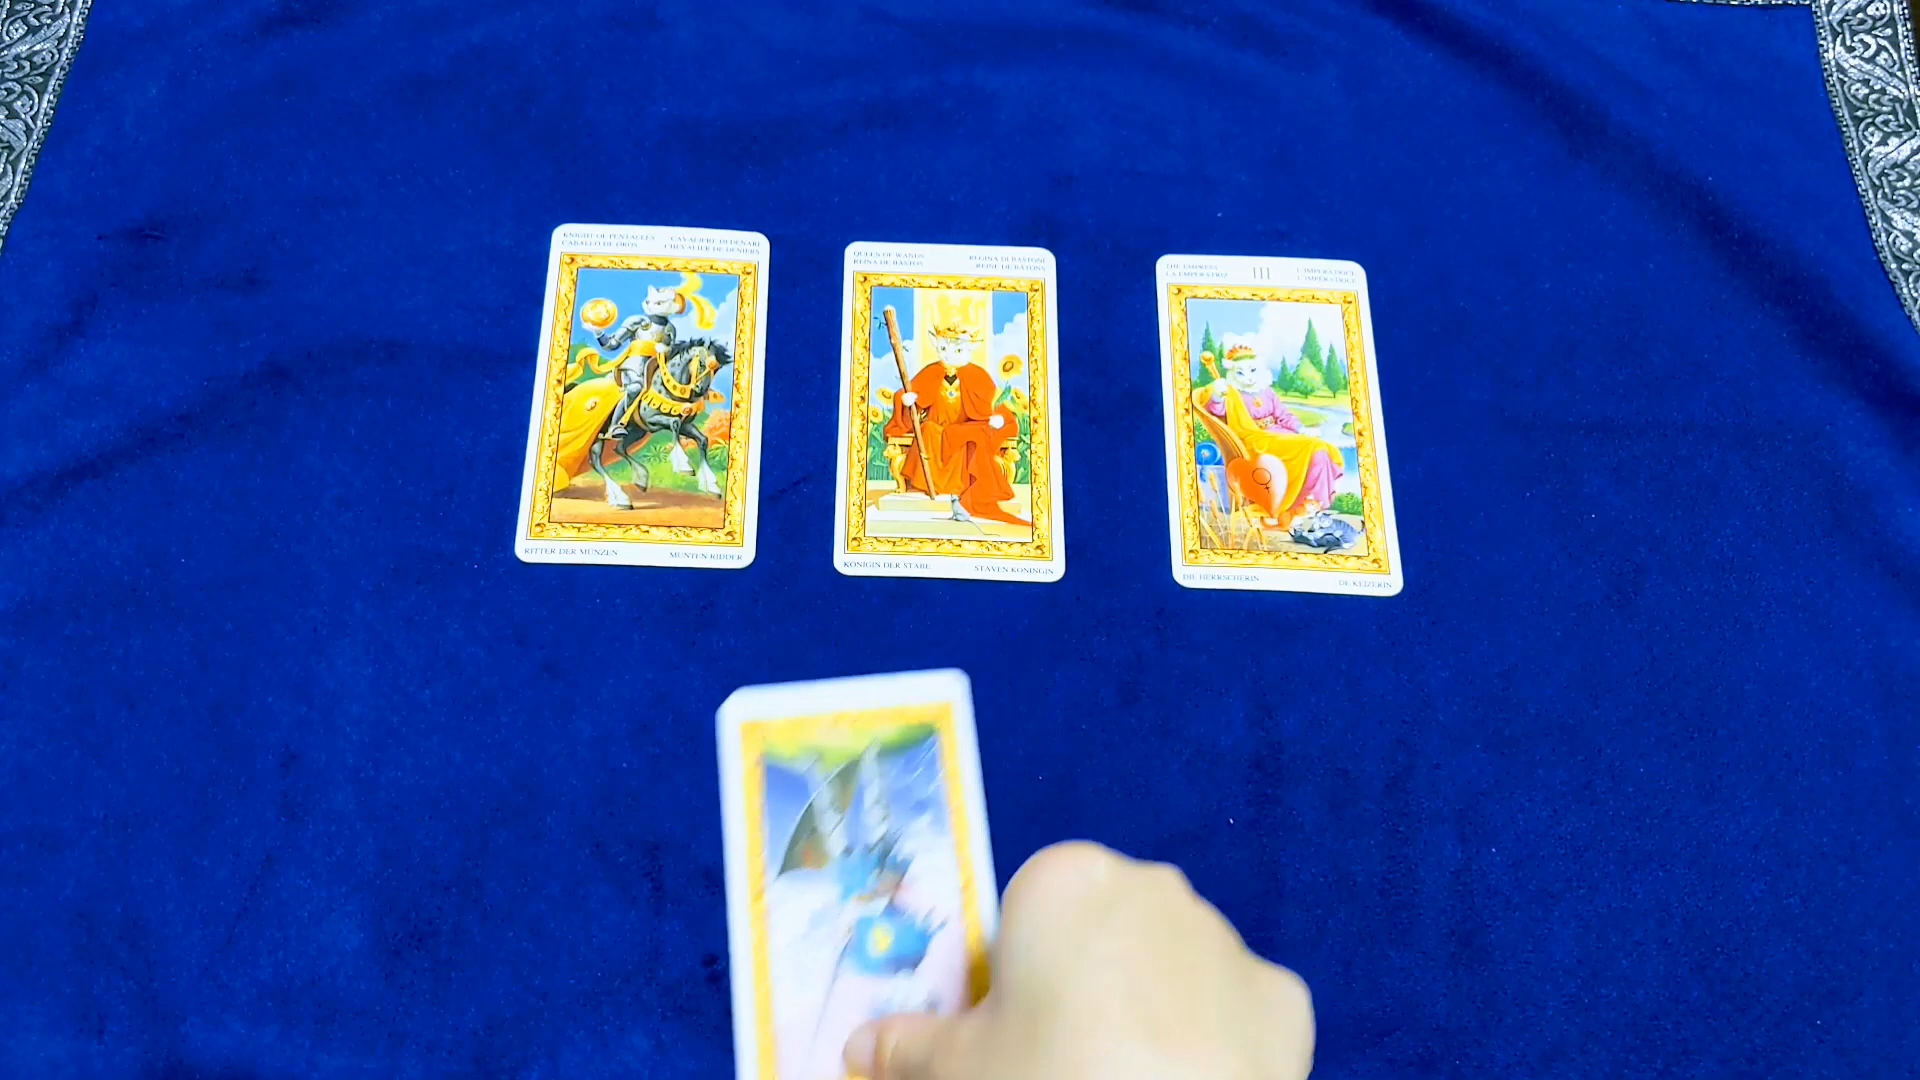 KNIGHT OF PENTACLES CAVALIERE DI DENARI
CABALLO DE OROS CHEVALIER DE DENIERS
RITTER DER MÜNZEN MUNTEN RIDDER
QUEEN OF WANDS REGINA DI BASTONI
REINA DE BASTOS REINE DE BÂTONS
KÖNIGIN DER STÄBE STAVEN KONINGIN
THE EMPRESS III L'IMPERATRICE
LA EMPERATRIZ L'IMPÉRATRICE
DIE HERRSCHERIN DE KEIZERIN